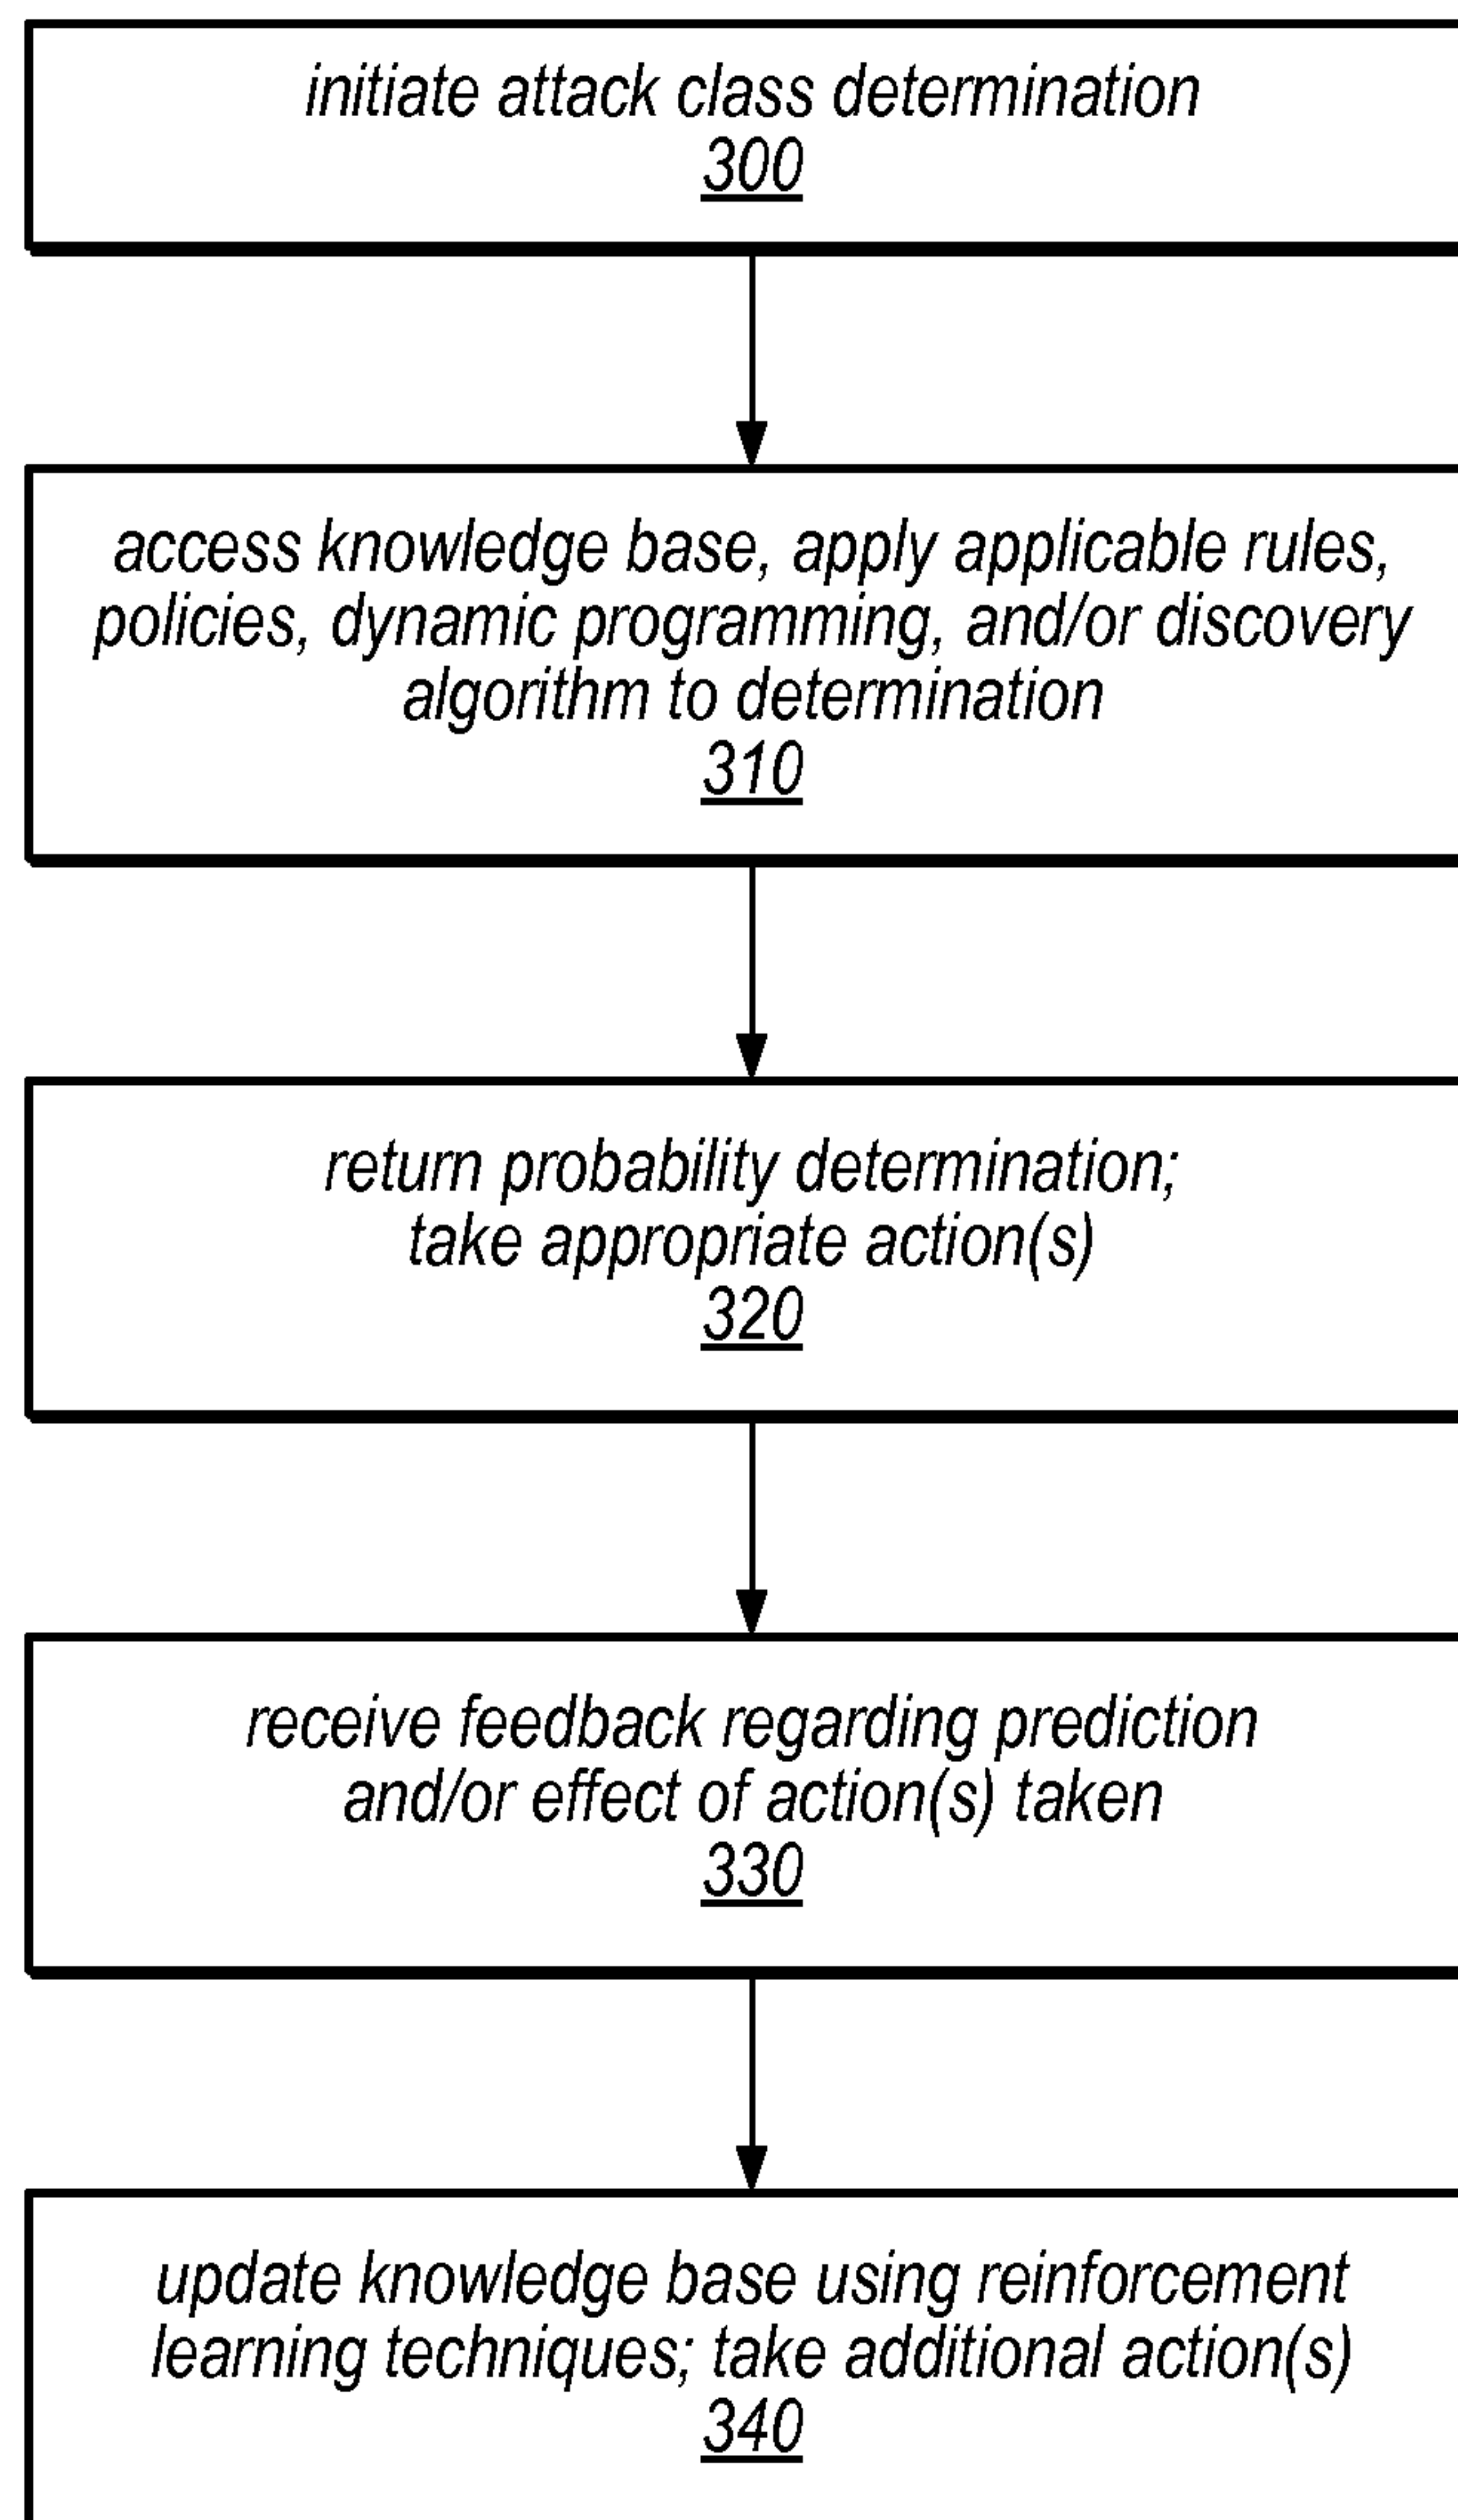 initiate attack class determination
300
access knowledge base, apply applicable rules,
policies, dynamic programming, and/or discovery
algorithm to determination
310
return probability determination;
take appropriate action(s)
320
receive feedback regarding prediction
and/or effect of action(s) taken
330
update knowledge base using reinforcement
learning techniques; take additional action(s)
340